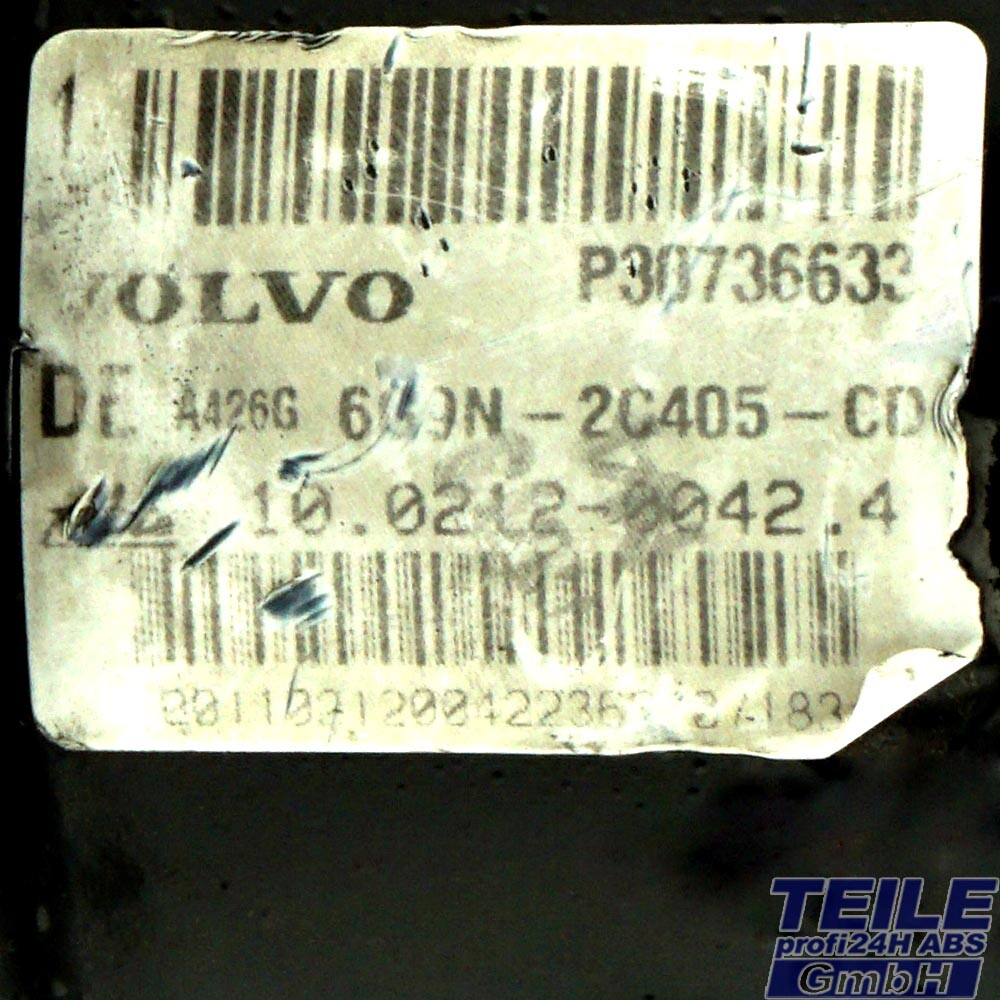 1
VOLVO P30736633
DE A426G 6G9N-2C405-CD
10.0212-0042.4
TEILE
profi24H ABS
GmbH